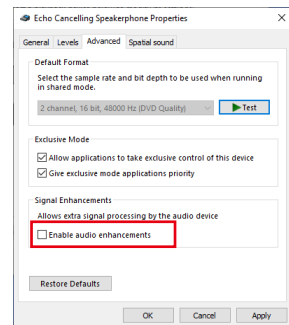 Echo Cancelling Speakerphone Properties
General Levels Advanced Spatial sound
Default Format
Select the sample rate and bit depth to be used when running
in shared mode.
2 channel, 16 bit, 48000 Hz (DVD Quality)
Test
Exclusive Mode
Allow applications to take exclusive control of this device
Give exclusive mode applications priority
Signal Enhancements
Allows extra signal processing by the audio device
Enable audio enhancements
Restore Defaults
OK Cancel Apply